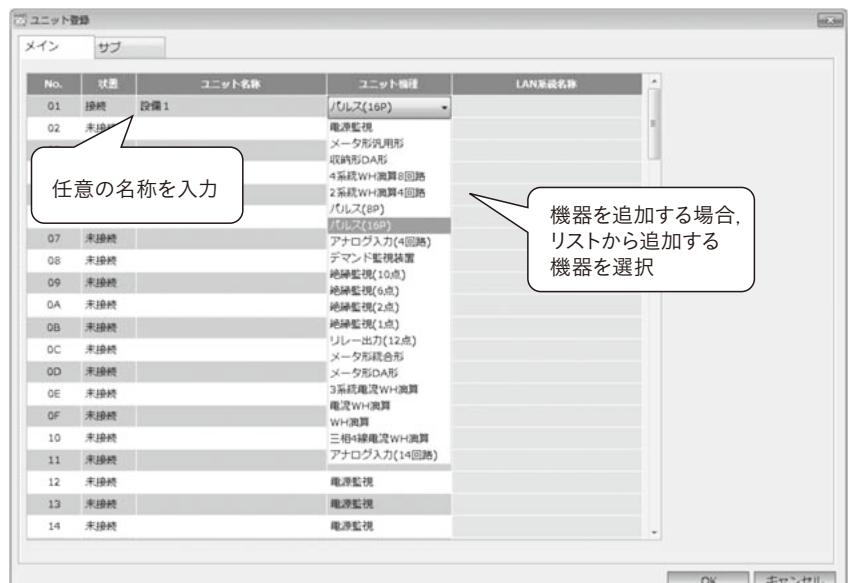 ユニット登録
メイン サブ
No. 状態 ユニット名称 ユニット機種 LAN系統名称
01 接続 設備1 パルス(16P)
02 未接続 電源監視
メータ形汎用形
収納形DA形
4系統WH演算8回路
2系統WH演算4回路
パルス(8P)
パルス(16P)
任意の名称を入力
機器を追加する場合,
リストから追加する
機器を選択
07 未接続 アナログ入力(4回路)
08 未接続 デマンド監視装置
09 未接続 絶縁監視(10点)
絶縁監視(6点)
0A 未接続 絶縁監視(2点)
0B 未接続 絶縁監視(1点)
0C 未接続 リレー出力(12点)
メータ形統合形
0D 未接続 メータ形DA形
0E 未接続 3系統電流WH演算
電流WH演算
0F 未接続 WH演算
10 未接続 三相4線電流WH演算
11 未接続 アナログ入力(14回路)
12 未接続 電源監視
13 未接続 電源監視
14 未接続 電源監視
OK キャンセル